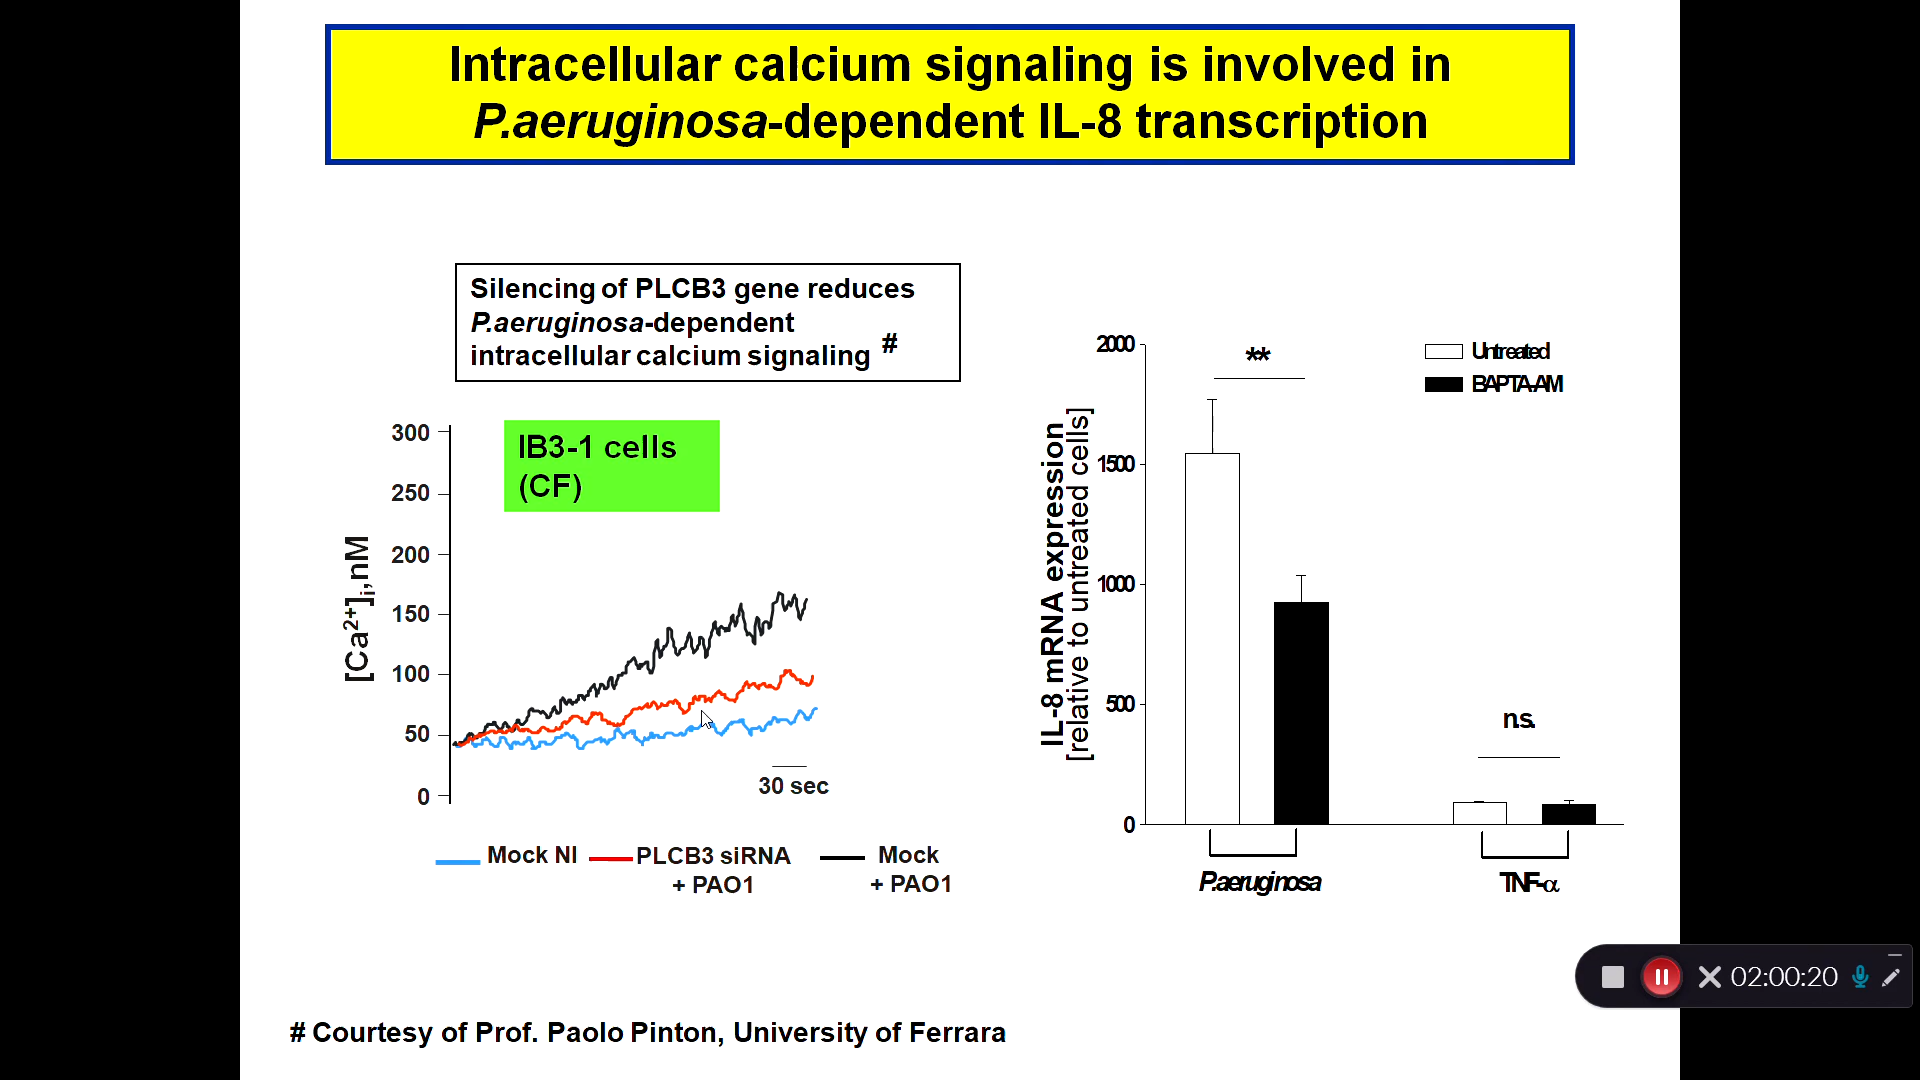 Intracellular calcium signaling is involved in
P.aeruginosa-dependent IL-8 transcription
Silencing of PLCB3 gene reduces
P.aeruginosa-dependent
intracellular calcium signaling #
IB3-1 cells
(CF)
300
250
200
150
100
50
0
[Ca2+]i,nM
30 sec
Mock NI
PLCB3 siRNA
+ PAO1
Mock
+ PAO1
2000
1500
1000
500
0
IL-8 mRNA expression
[relative to untreated cells]
**
n.s.
Untreated
BAPTA-AM
P.aeruginosa
TNF-α
02:00:20
# Courtesy of Prof. Paolo Pinton, University of Ferrara